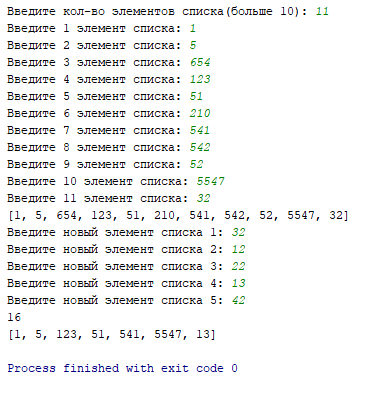 Введите кол-во элементов списка(больше 10): 11
Введите 1 элемент списка: 1
Введите 2 элемент списка: 5
Введите 3 элемент списка: 654
Введите 4 элемент списка: 123
Введите 5 элемент списка: 51
Введите 6 элемент списка: 210
Введите 7 элемент списка: 541
Введите 8 элемент списка: 542
Введите 9 элемент списка: 52
Введите 10 элемент списка: 5547
Введите 11 элемент списка: 32
[1, 5, 654, 123, 51, 210, 541, 542, 52, 5547, 32]
Введите новый элемент списка 1: 32
Введите новый элемент списка 2: 12
Введите новый элемент списка 3: 22
Введите новый элемент списка 4: 13
Введите новый элемент списка 5: 42
16
[1, 5, 123, 51, 541, 5547, 13]
Process finished with exit code 0